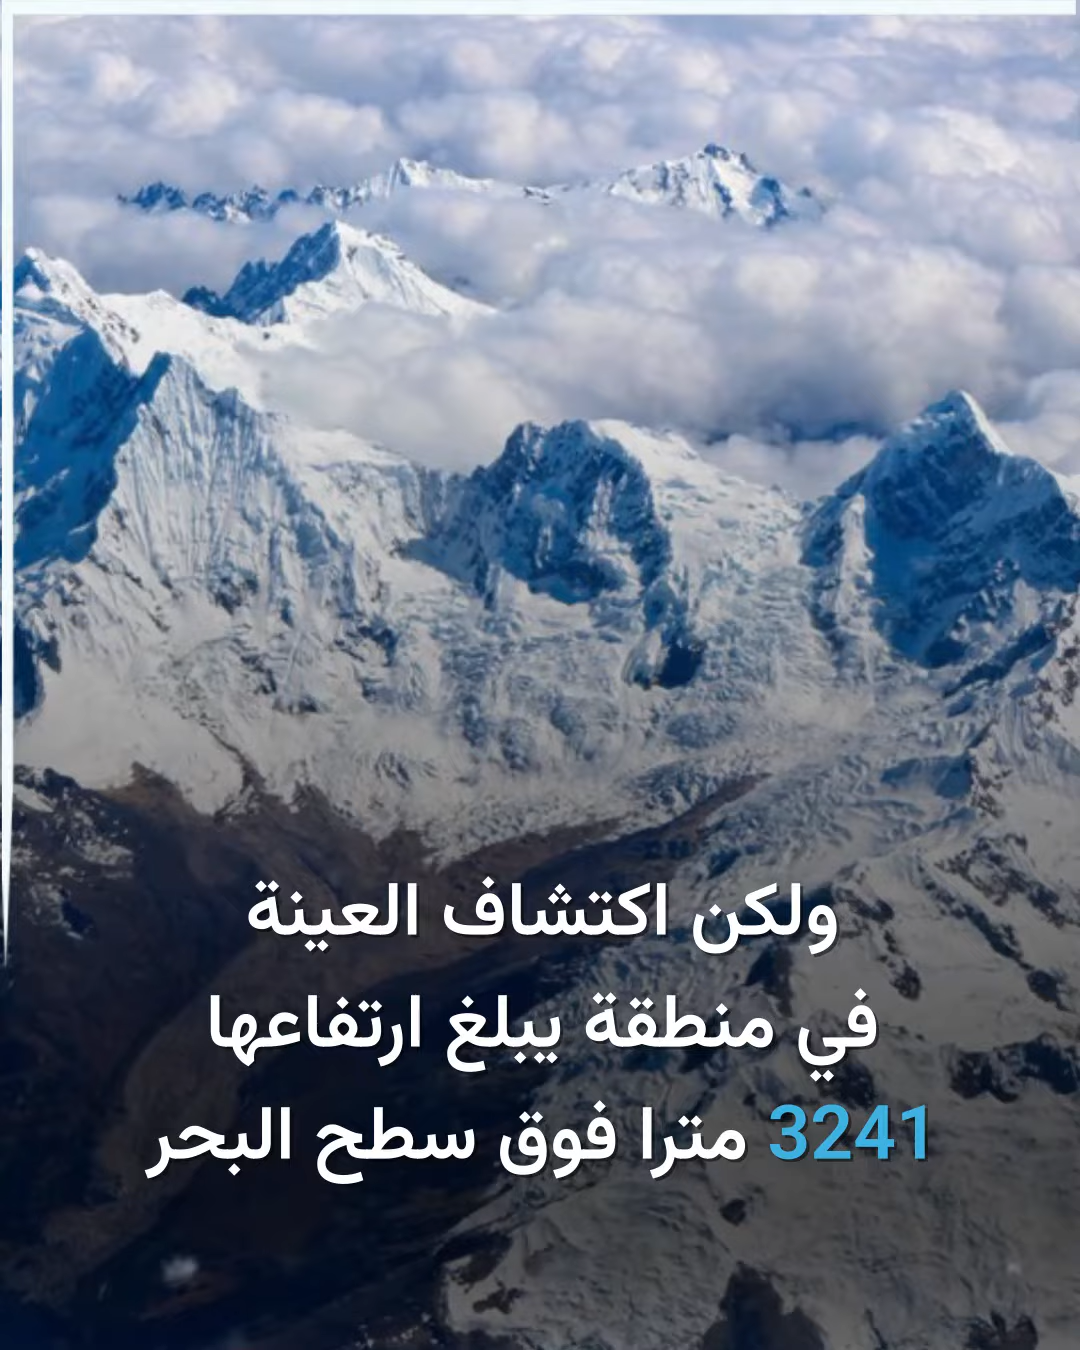 ولكن اكتشاف العينة
في منطقة يبلغ ارتفاعها
3241 مترا فوق سطح البحر